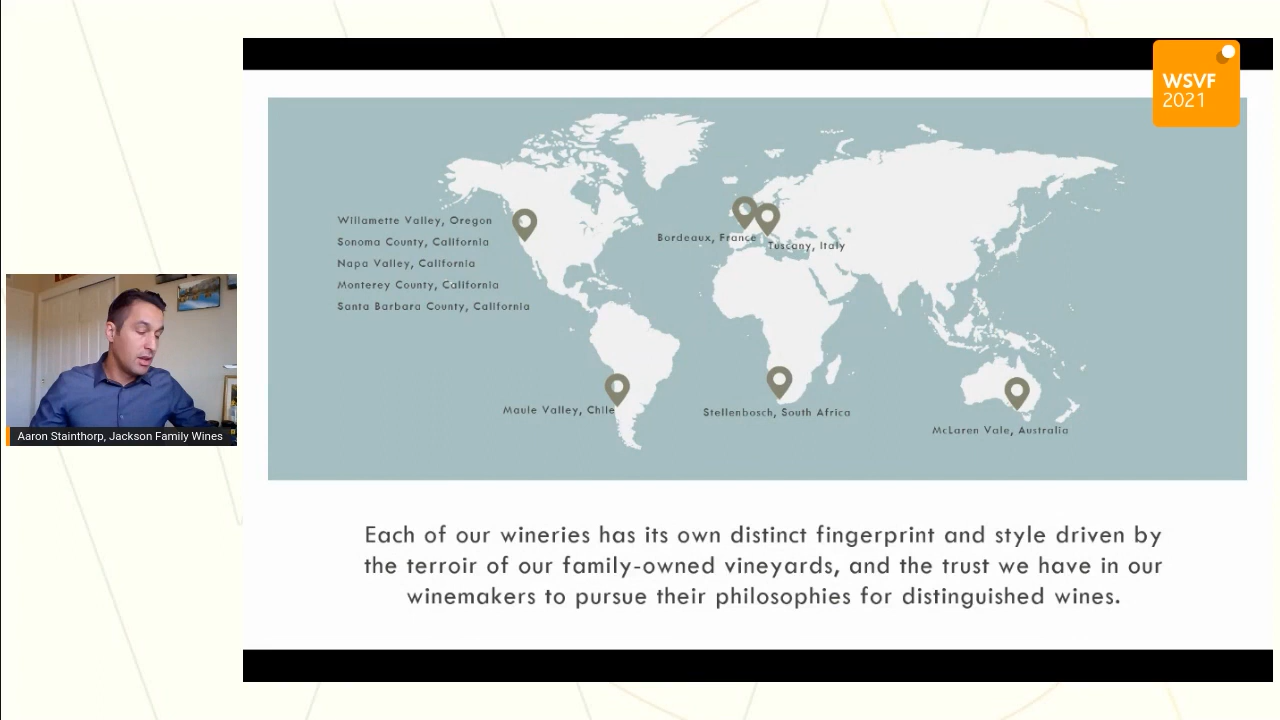 WSVF
2021
Willamette Valley, Oregon
Sonoma County, California
Napa Valley, California
Monterey County, California
Santa Barbara County, California
Bordeaux, France
Tuscany, Italy
Maule Valley, Chile
Stellenbosch, South Africa
McLaren Vale, Australia
Aaron Stainthorp, Jackson Family Wines
Each of our wineries has its own distinct fingerprint and style driven by
the terroir of our family-owned vineyards, and the trust we have in our
winemakers to pursue their philosophies for distinguished wines.